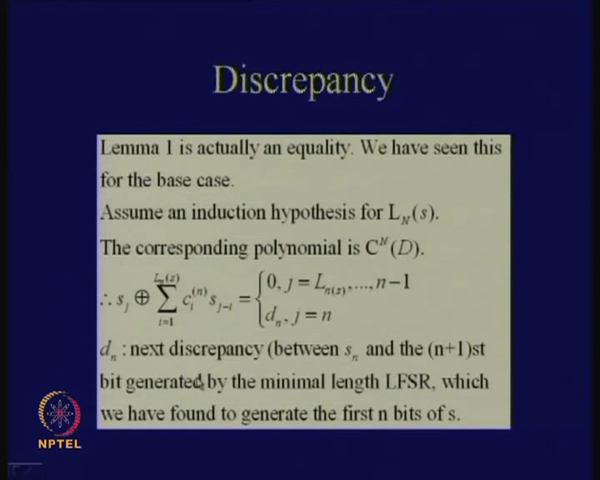 Discrepancy
Lemma 1 is actually an equality. We have seen this
for the base case.
Assume an induction hypothesis for L_N(s).
The corresponding polynomial is C^N(D).
∴ s_j ⊕ ∑_{i=1}^{L_n(s)} c_i^{(n)} s_{j-i} = { 0, j = L_{n(s)},...,n-1
d_n, j = n
d_n : next discrepancy (between s_n and the (n+1)st
bit generated by the minimal length LFSR, which
we have found to generate the first n bits of s.
NPTEL